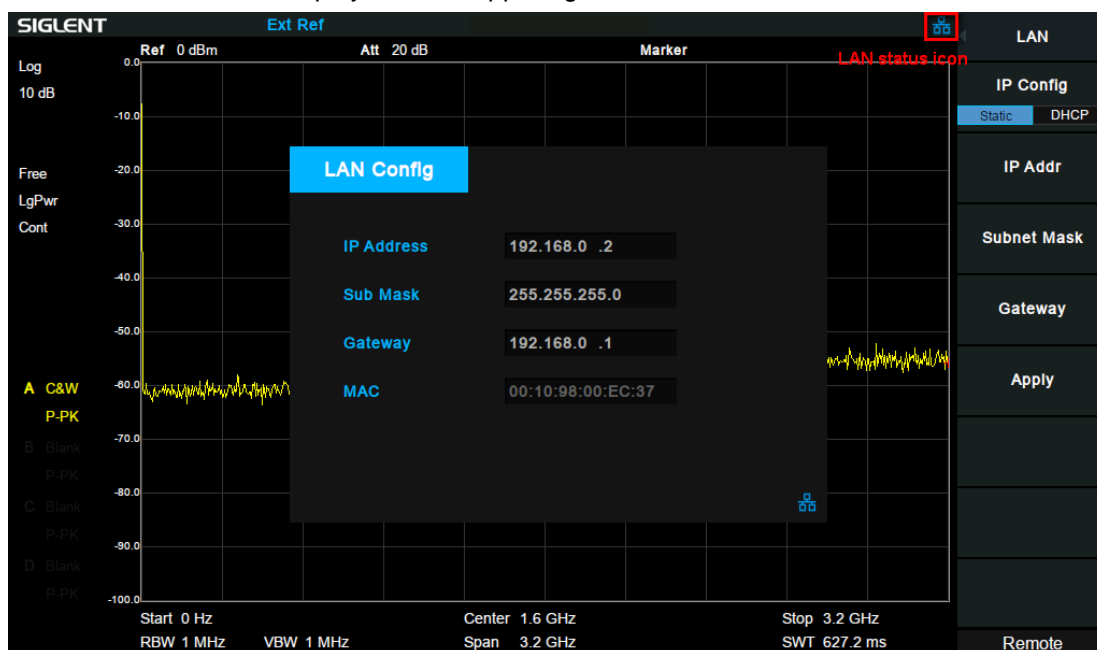 SIGLENT Ext Ref
Ref 0 dBm Att 20 dB Marker
LAN status icon
Log
10 dB
Free
LgPwr
Cont
A C&W
P-PK
B Blank
P-PK
C Blank
P-PK
D Blank
P-PK
0.0
-10.0
-20.0
-30.0
-40.0
-50.0
-60.0
-70.0
-80.0
-90.0
-100.0
LAN Config
IP Address 192.168.0 .2
Sub Mask 255.255.255.0
Gateway 192.168.0 .1
MAC 00:10:98:00:EC:37
Start 0 Hz Center 1.6 GHz Stop 3.2 GHz
RBW 1 MHz VBW 1 MHz Span 3.2 GHz SWT 627.2 ms
LAN
IP Config
Static DHCP
IP Addr
Subnet Mask
Gateway
Apply
Remote